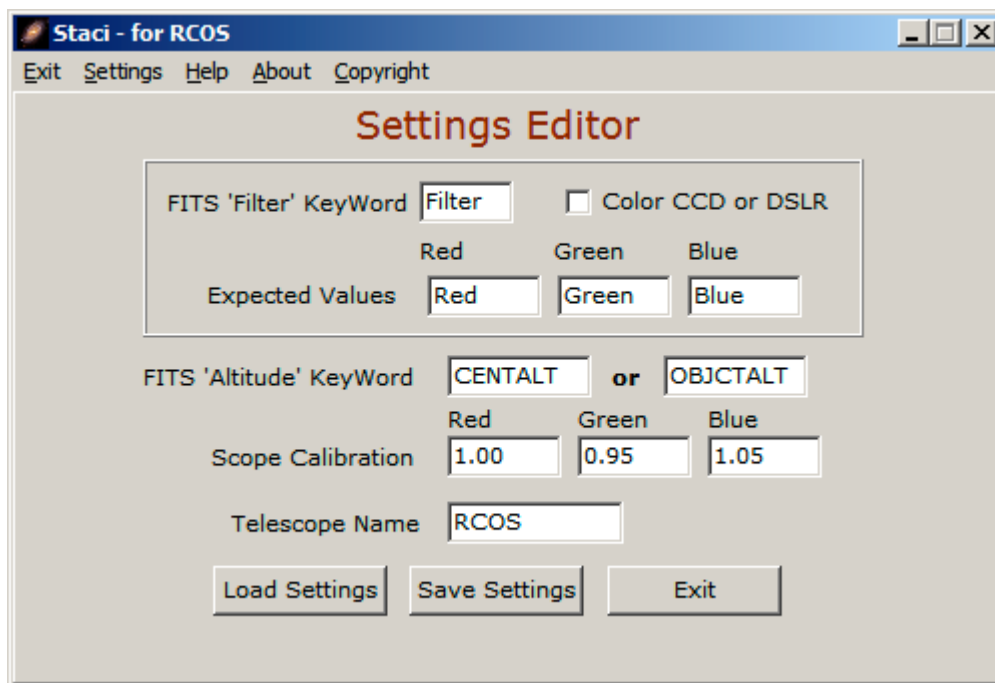 Staci - for RCOS
Exit Settings Help About Copyright
Settings Editor
FITS 'Filter' KeyWord Filter Color CCD or DSLR
Red Green Blue
Expected Values Red Green Blue
FITS 'Altitude' KeyWord CENTALT or OBJCTALT
Red Green Blue
Scope Calibration 1.00 0.95 1.05
Telescope Name RCOS
Load Settings Save Settings Exit